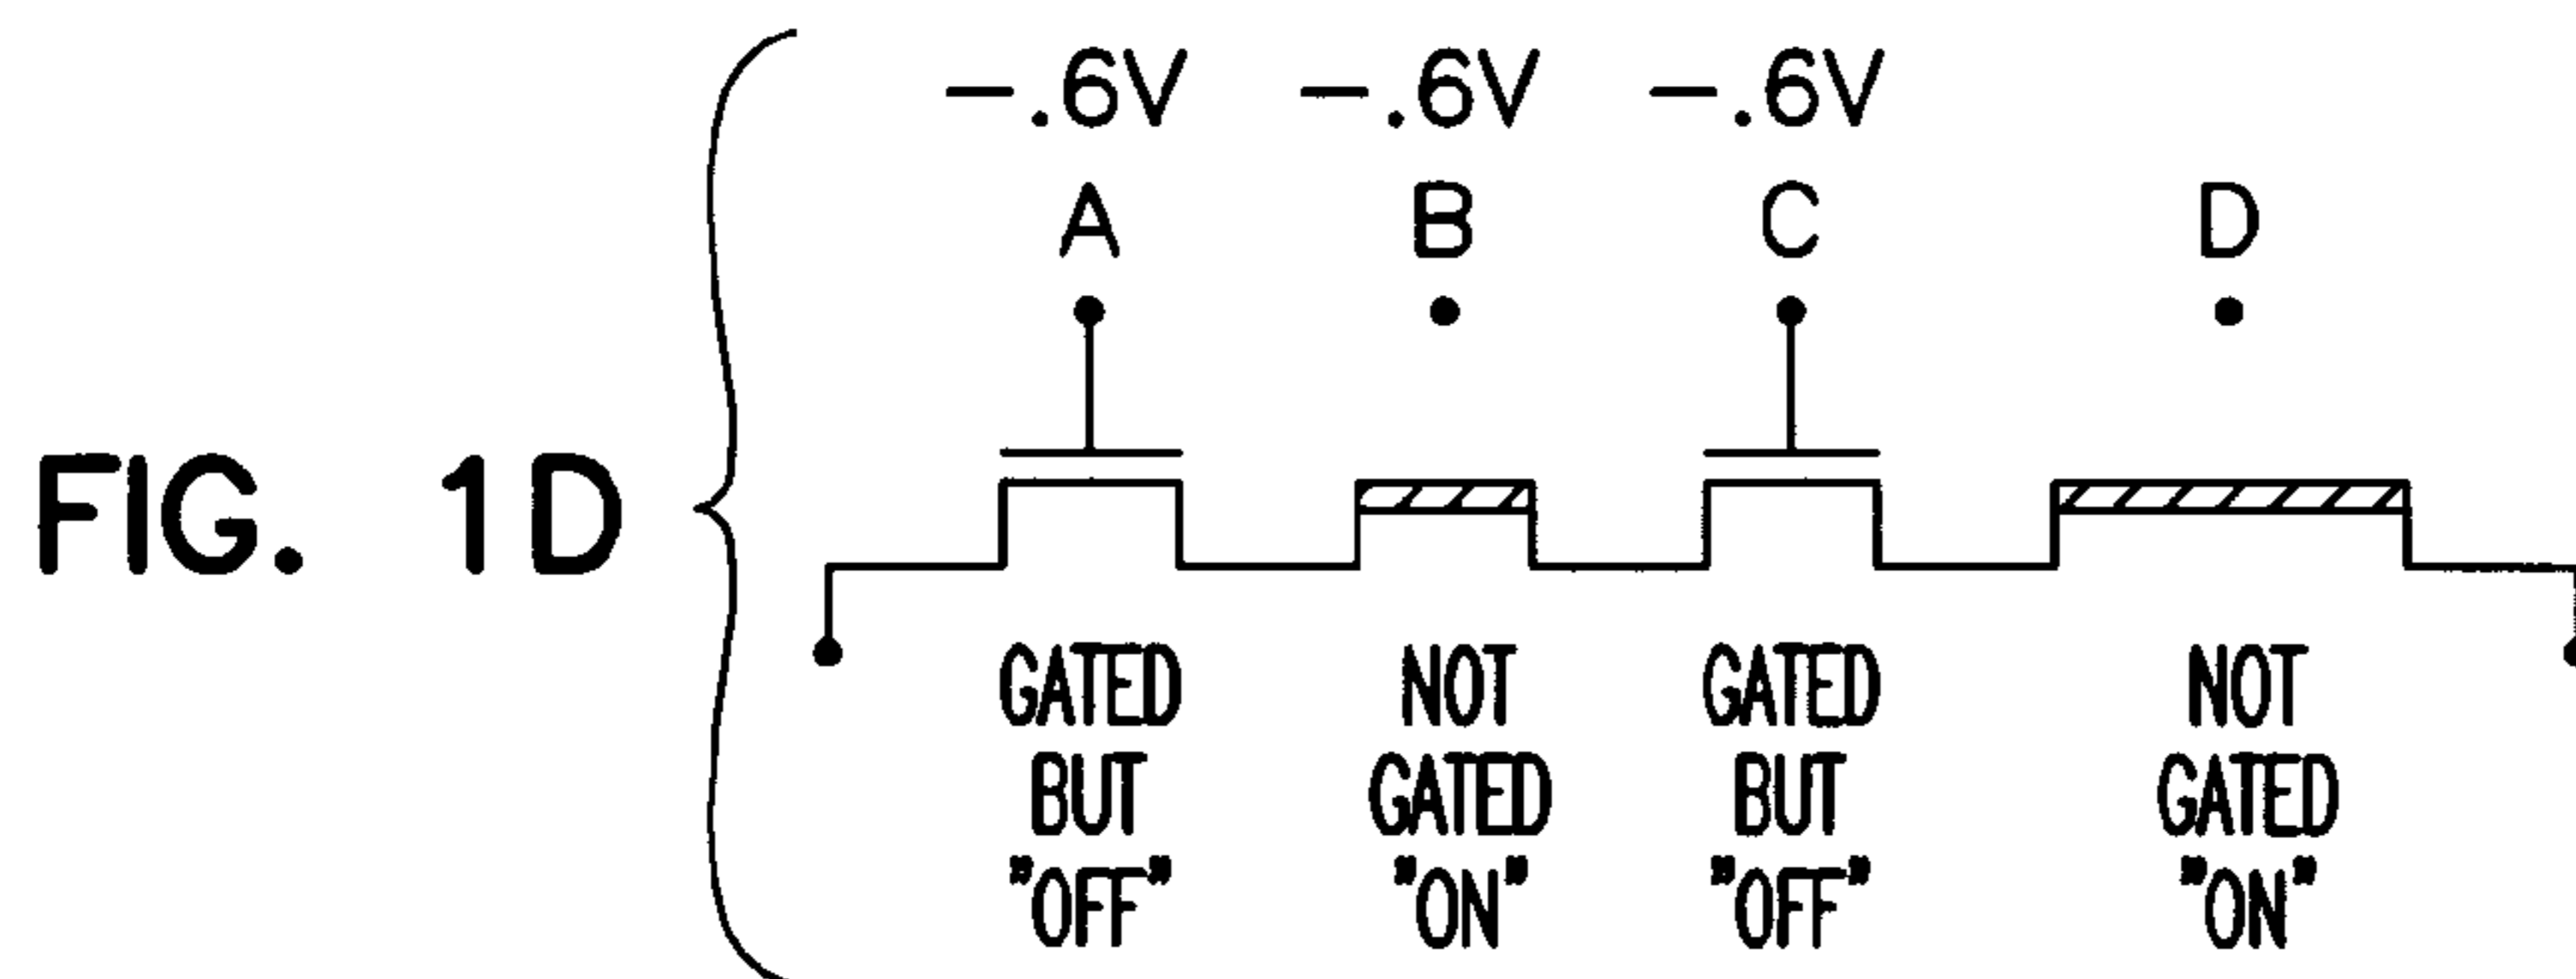 FIG. 1D
-.6V -.6V -.6V
A B C D
GATED NOT GATED NOT
BUT GATED BUT GATED
"OFF" "ON" "OFF" "ON"